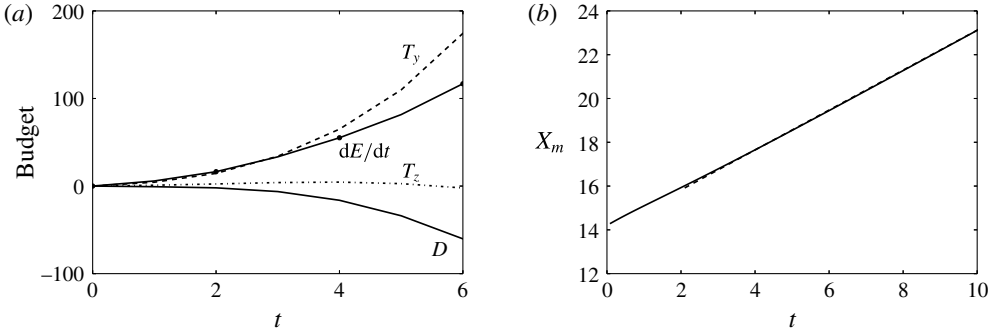 (a)
200
100
0
–100
Budget
T_y
dE/dt
T_z
D
0 2 4 6
t
(b)
24
22
20
18
16
14
12
X_m
0 2 4 6 8 10
t